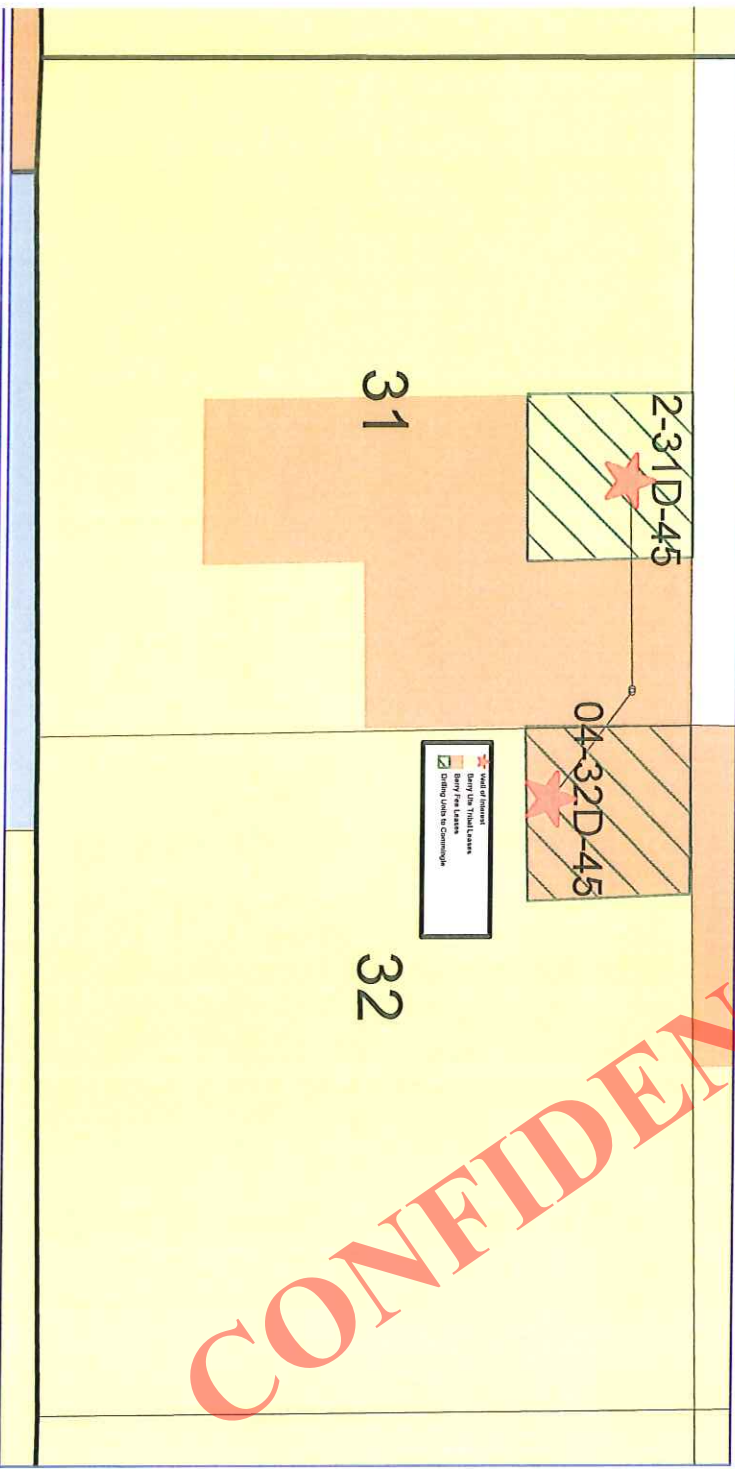 2-31D-45
04-32D-45
31
32
Well of Interest
Berry Ute Tribal Leases
Berry Fee Leases
Drilling Units to Commingle
CONFIDEN